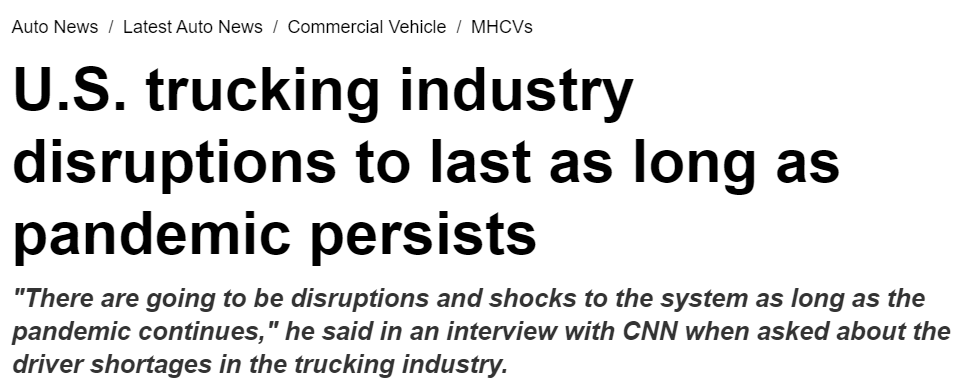 Auto News / Latest Auto News / Commercial Vehicle / MHCVs
U.S. trucking industry
disruptions to last as long as
pandemic persists
"There are going to be disruptions and shocks to the system as long as the
pandemic continues," he said in an interview with CNN when asked about the
driver shortages in the trucking industry.